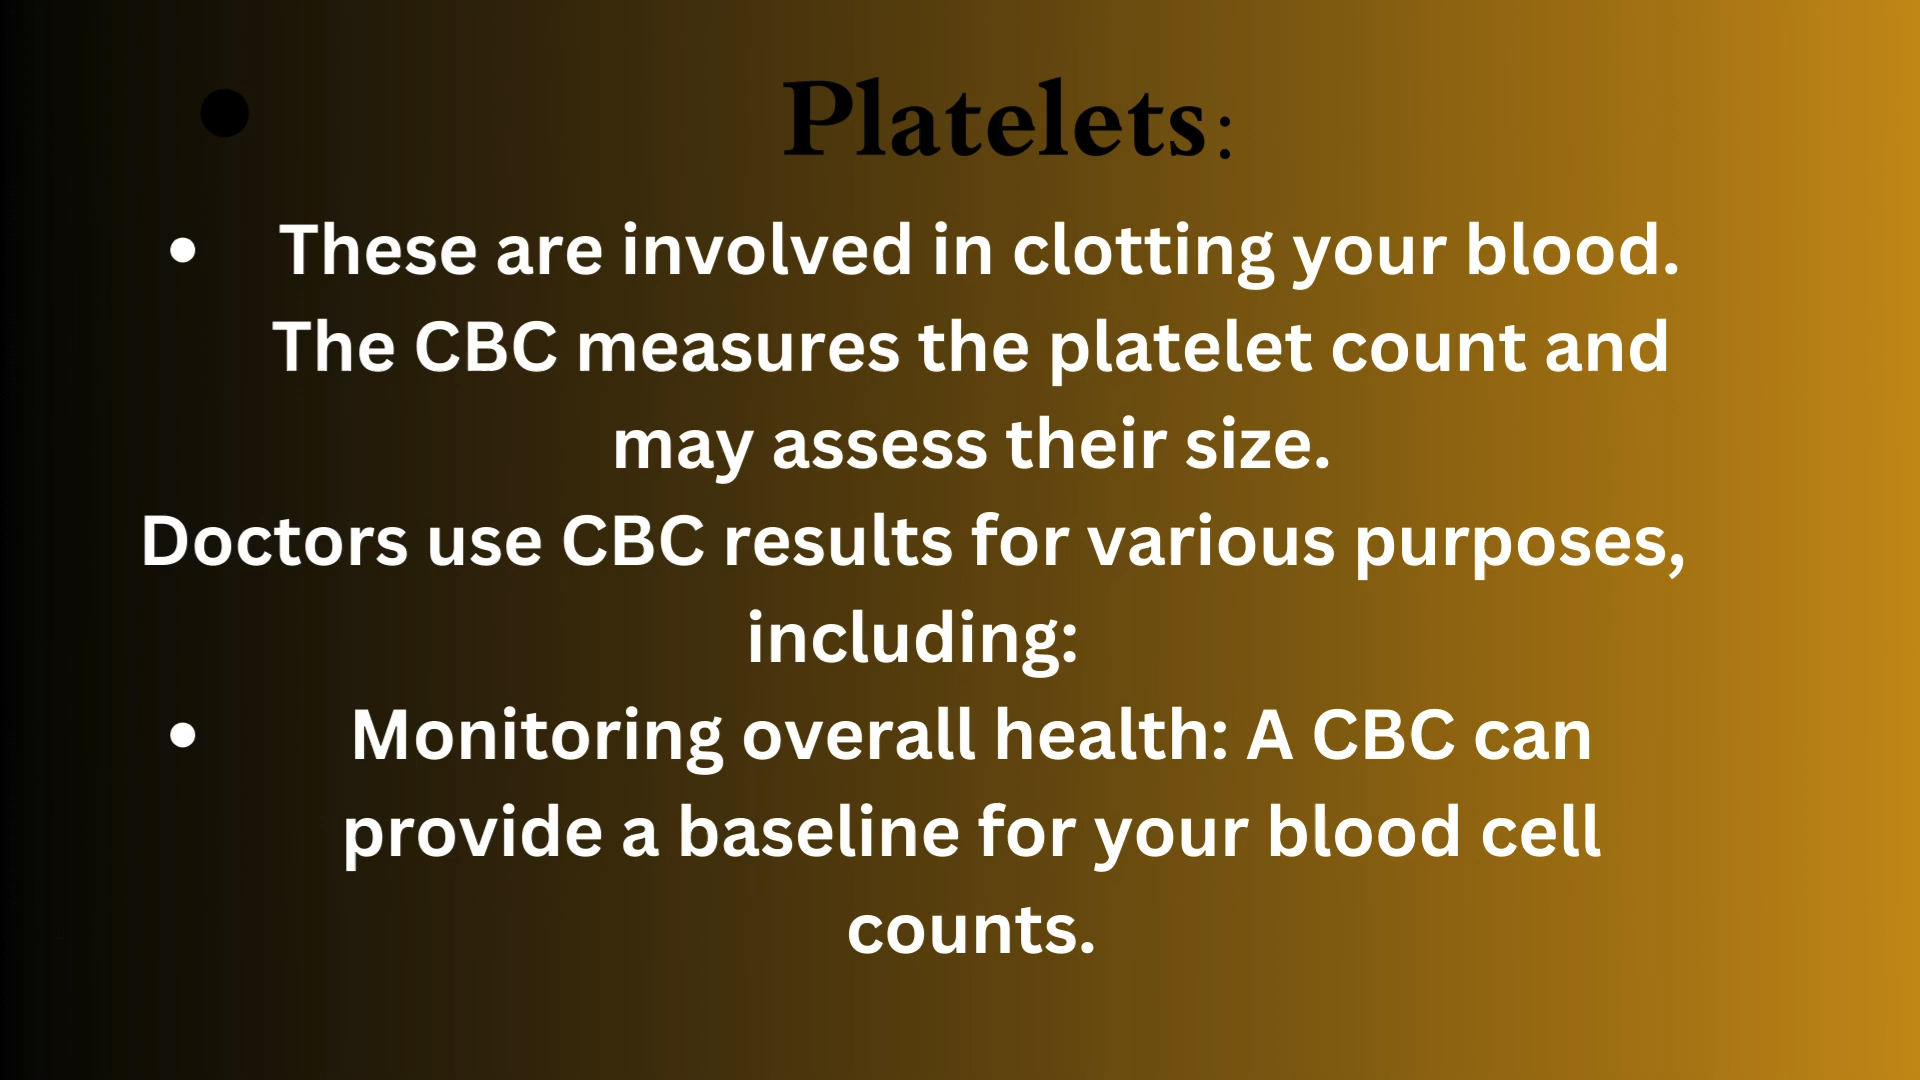 • Platelets:
• These are involved in clotting your blood.
The CBC measures the platelet count and
may assess their size.
Doctors use CBC results for various purposes,
including:
• Monitoring overall health: A CBC can
provide a baseline for your blood cell
counts.